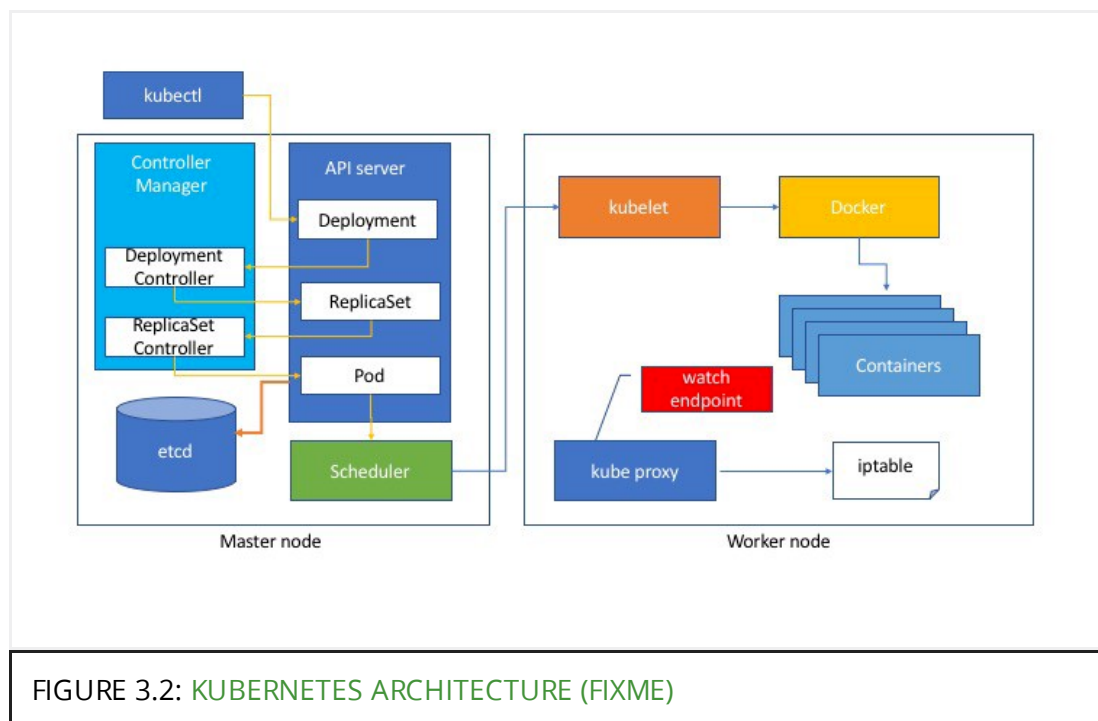 kubectl
Controller
Manager
API server
Deployment
Deployment
Controller
ReplicaSet
ReplicaSet
Controller
Pod
etcd
Scheduler
Master node
kubelet
Docker
Containers
watch
endpoint
kube proxy
iptable
Worker node
FIGURE 3.2: KUBERNETES ARCHITECTURE (FIXME)